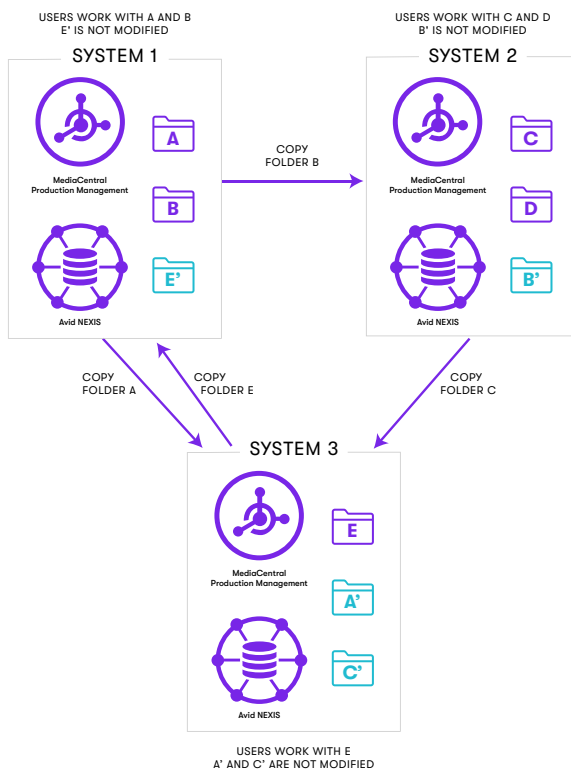 USERS WORK WITH A AND B
E' IS NOT MODIFIED
SYSTEM 1
MediaCentral
Production Management
A
B
E'
Avid NEXIS
COPY
FOLDER B
USERS WORK WITH C AND D
B' IS NOT MODIFIED
SYSTEM 2
MediaCentral
Production Management
C
D
B'
Avid NEXIS
COPY
FOLDER A
COPY
FOLDER E
COPY
FOLDER C
SYSTEM 3
MediaCentral
Production Management
E
A'
C'
Avid NEXIS
USERS WORK WITH E
A' AND C' ARE NOT MODIFIED